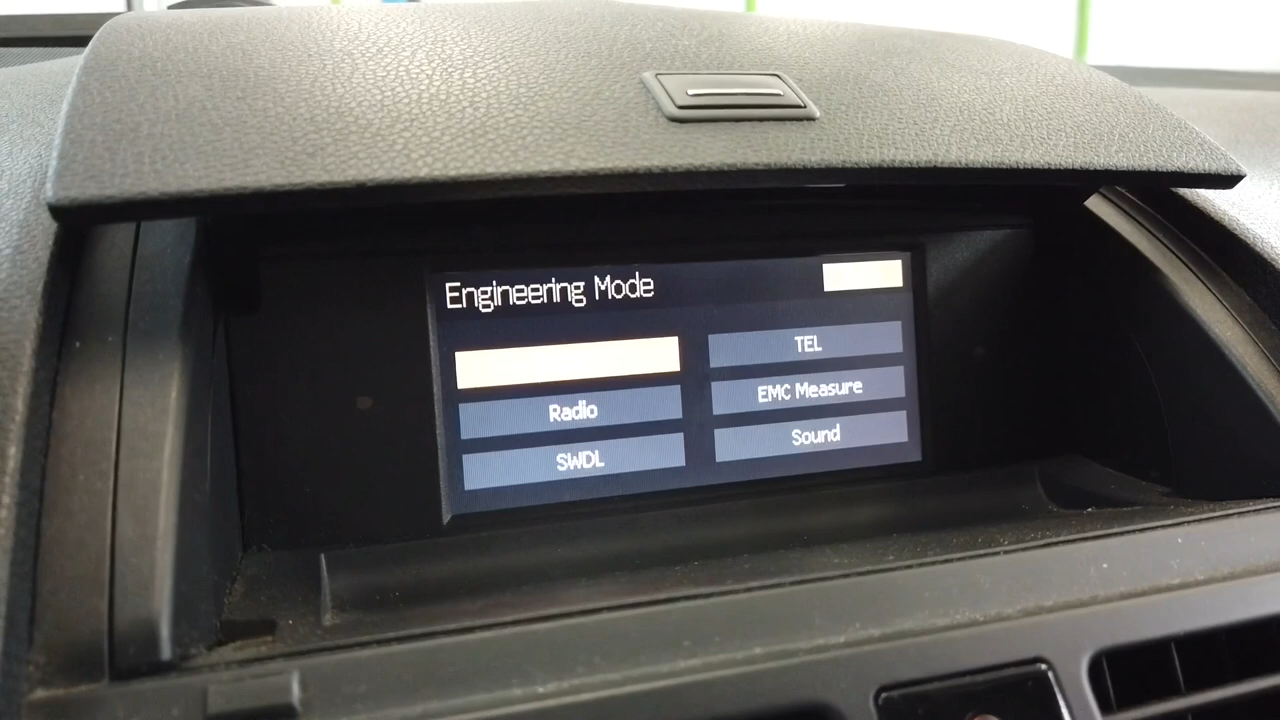 Engineering Mode
Radio
SWDL
TEL
EMC Measure
Sound